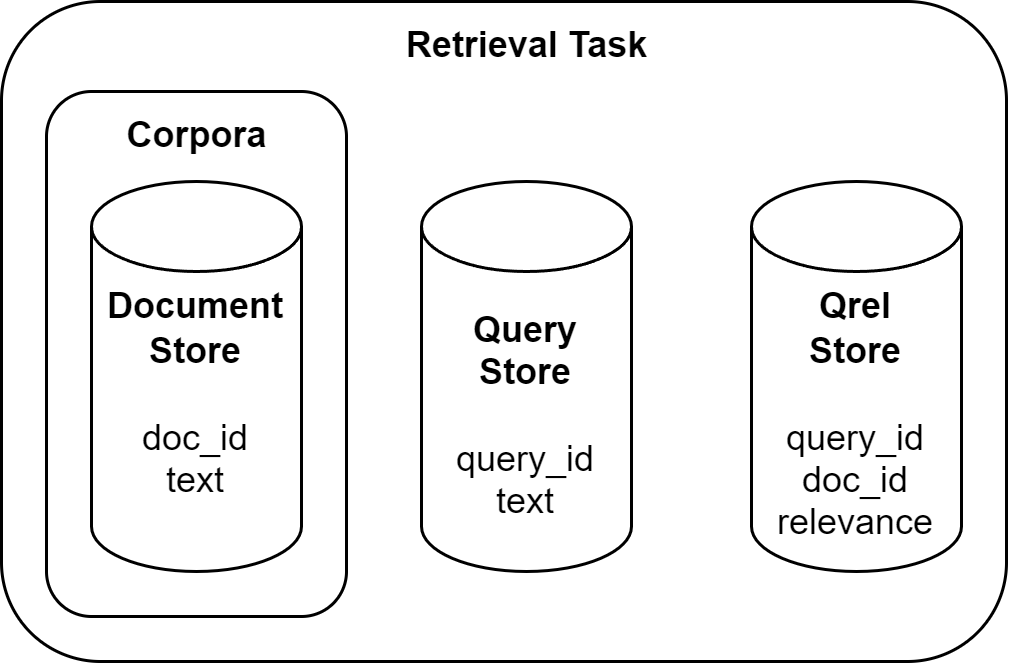 Retrieval Task
Corpora
Document
Store
doc_id
text
Query
Store
query_id
text
Qrel
Store
query_id
doc_id
relevance